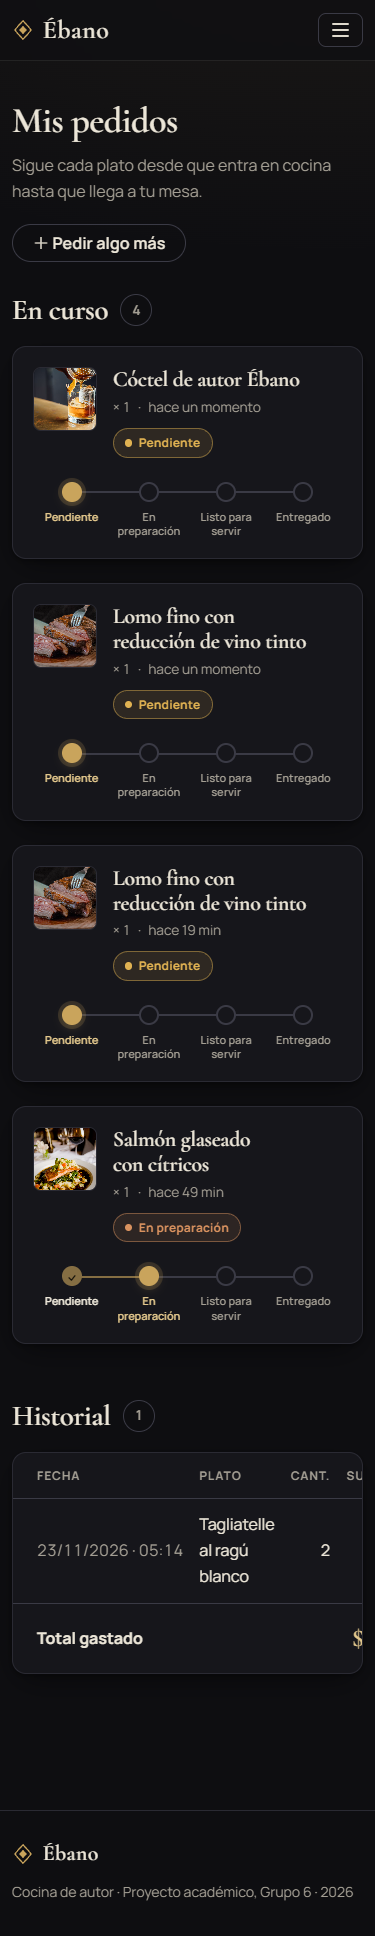 Ébano
Mis pedidos
Sigue cada plato desde que entra en cocina
hasta que llega a tu mesa.
+ Pedir algo más
En curso 4
Cóctel de autor Ébano
× 1 · hace un momento
Pendiente
Pendiente En preparación Listo para servir Entregado
Lomo fino con
reducción de vino tinto
× 1 · hace un momento
Pendiente
Pendiente En preparación Listo para servir Entregado
Lomo fino con
reducción de vino tinto
× 1 · hace 19 min
Pendiente
Pendiente En preparación Listo para servir Entregado
Salmón glaseado
con cítricos
× 1 · hace 49 min
En preparación
Pendiente En preparación Listo para servir Entregado
Historial 1
FECHA PLATO CANT. SU
23/11/2026 · 05:14 Tagliatelle al ragú blanco 2
Total gastado $
Ébano
Cocina de autor · Proyecto académico, Grupo 6 · 2026